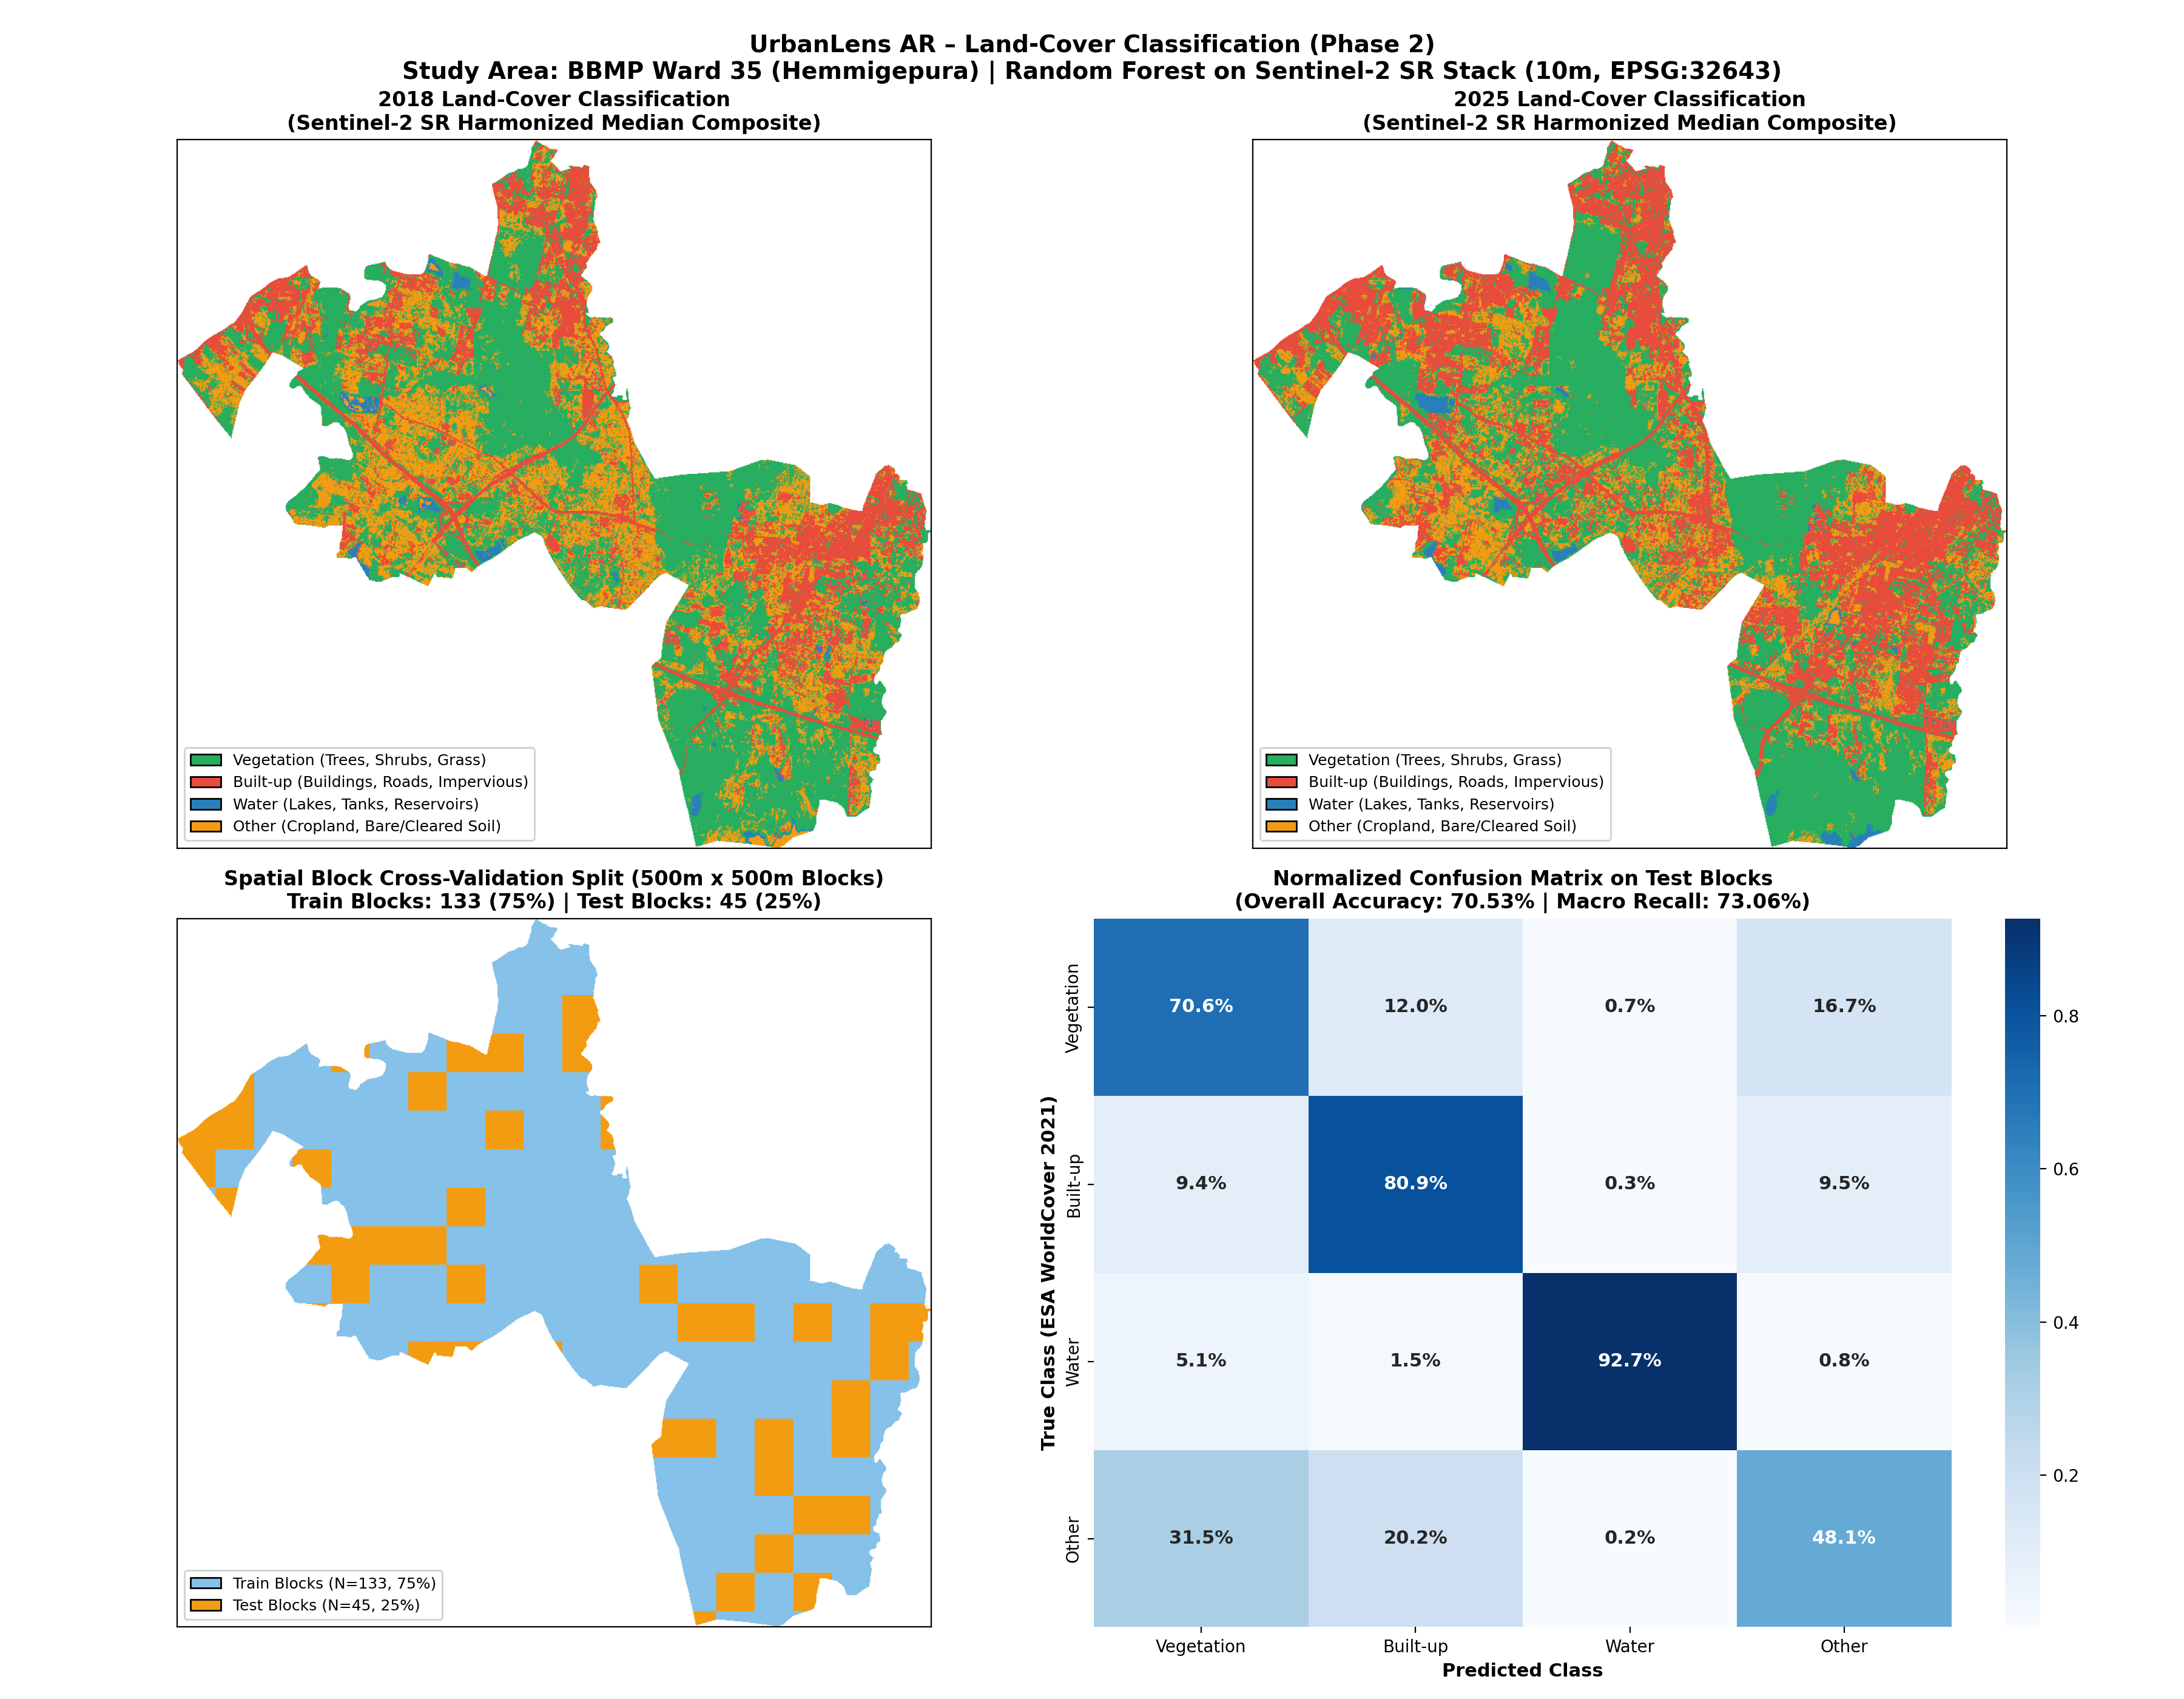 UrbanLens AR – Land-Cover Classification (Phase 2)
Study Area: BBMP Ward 35 (Hemmigepura) | Random Forest on Sentinel-2 SR Stack (10m, EPSG:32643)
2018 Land-Cover Classification
(Sentinel-2 SR Harmonized Median Composite)
Vegetation (Trees, Shrubs, Grass)
Built-up (Buildings, Roads, Impervious)
Water (Lakes, Tanks, Reservoirs)
Other (Cropland, Bare/Cleared Soil)
2025 Land-Cover Classification
(Sentinel-2 SR Harmonized Median Composite)
Vegetation (Trees, Shrubs, Grass)
Built-up (Buildings, Roads, Impervious)
Water (Lakes, Tanks, Reservoirs)
Other (Cropland, Bare/Cleared Soil)
Spatial Block Cross-Validation Split (500m x 500m Blocks)
Train Blocks: 133 (75%) | Test Blocks: 45 (25%)
Train Blocks (N=133, 75%)
Test Blocks (N=45, 25%)
Normalized Confusion Matrix on Test Blocks
(Overall Accuracy: 70.53% | Macro Recall: 73.06%)
True Class (ESA WorldCover 2021)
Vegetation
70.6% 12.0% 0.7% 16.7%
Built-up
9.4% 80.9% 0.3% 9.5%
Water
5.1% 1.5% 92.7% 0.8%
Other
31.5% 20.2% 0.2% 48.1%
Vegetation Built-up Water Other
Predicted Class
0.8
0.6
0.4
0.2